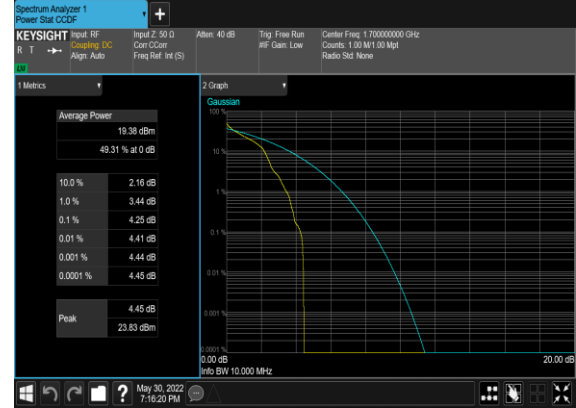 Spectrum Analyzer 1
Power Stat CCDF
KEYSIGHT
R T
LXI
Input: RF
Coupling: DC
Align: Auto
Input Z: 50 Ω
Corr CCorr
Freq Ref: Int (S)
Atten: 40 dB
Trig: Free Run
#IF Gain: Low
Center Freq: 1.700000000 GHz
Counts: 1.00 M/1.00 Mpt
Radio Std: None
1 Metrics
Average Power
19.38 dBm
49.31 % at 0 dB
10.0 % 2.16 dB
1.0 % 3.44 dB
0.1 % 4.25 dB
0.01 % 4.41 dB
0.001 % 4.44 dB
0.0001 % 4.45 dB
Peak
4.45 dB
23.83 dBm
2 Graph
Gaussian
100 %
10 %
1 %
0.1 %
0.01 %
0.001 %
0.0001 %
0.00 dB
20.00 dB
Info BW 10.000 MHz
May 30, 2022
7:16:20 PM